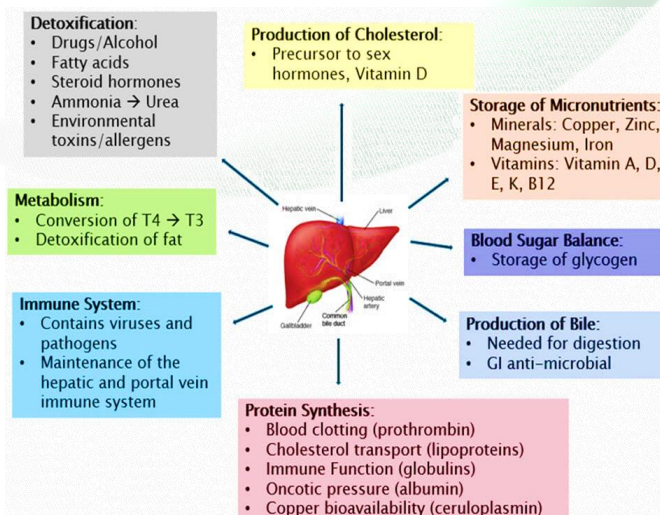 Detoxification:
• Drugs/Alcohol
• Fatty acids
• Steroid hormones
• Ammonia → Urea
• Environmental
toxins/allergens
Production of Cholesterol:
• Precursor to sex
hormones, Vitamin D
Storage of Micronutrients:
• Minerals: Copper, Zinc,
Magnesium, Iron
• Vitamins: Vitamin A, D,
E, K, B12
Metabolism:
• Conversion of T4 → T3
• Detoxification of fat
Hepatic vein
Liver
Portal vein
Hepatic
artery
Common
bile duct
Gallbladder
Blood Sugar Balance:
• Storage of glycogen
Immune System:
• Contains viruses and
pathogens
• Maintenance of the
hepatic and portal vein
immune system
Production of Bile:
• Needed for digestion
• GI anti-microbial
Protein Synthesis:
• Blood clotting (prothrombin)
• Cholesterol transport (lipoproteins)
• Immune Function (globulins)
• Oncotic pressure (albumin)
• Copper bioavailability (ceruloplasmin)